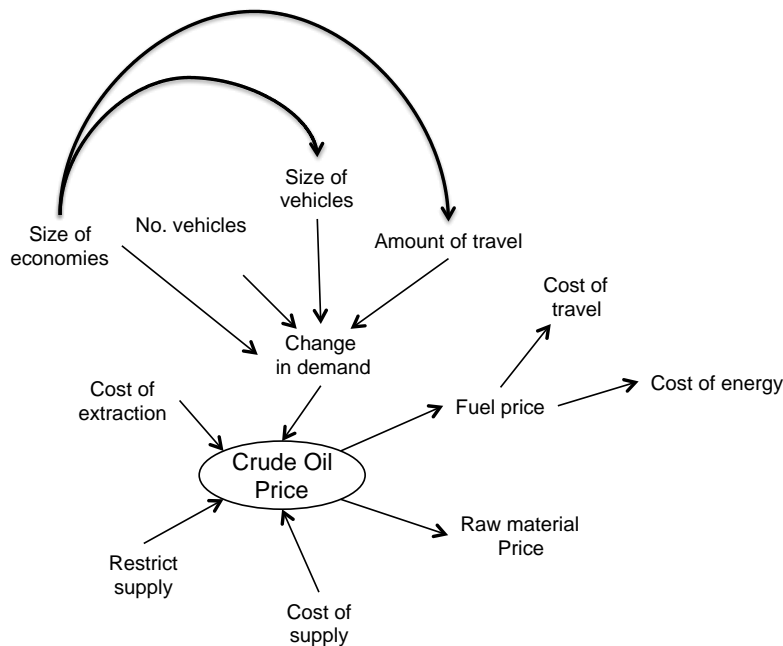 Size of
vehicles
No. vehicles
Size of
economies
Amount of travel
Cost of
travel
Change
in demand
Cost of energy
Cost of
extraction
Fuel price
Crude Oil
Price
Raw material
Price
Restrict
supply
Cost of
supply